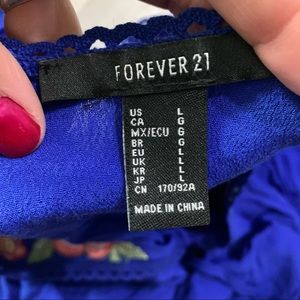 FOREVER 21
US L
CA G
MX/ECU G
BR G
EU L
UK L
KR L
JP L
CN 170/92A
MADE IN CHINA